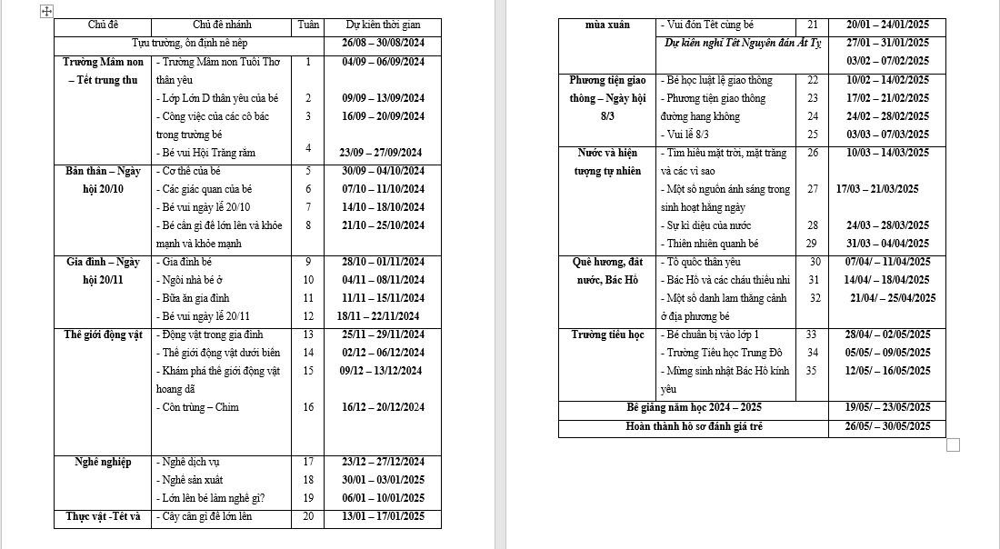 Chủ đề Chủ đề nhánh Tuần Dự kiến thời gian
Tựu trường, ổn định nề nếp 26/08 – 30/08/2024
Trường Mầm non - Trường Mầm non Tuổi Thơ 1 04/09 – 06/09/2024
– Tết trung thu thân yêu
- Lớp Lớn D thân yêu của bé 2 09/09 – 13/09/2024
- Công việc của các cô bác 3 16/09 – 20/09/2024
trong trường bé
- Bé vui Hội Trăng rằm 4 23/09 – 27/09/2024
Bản thân – Ngày - Cơ thể của bé 5 30/09 – 04/10/2024
hội 20/10 - Các giác quan của bé 6 07/10 – 11/10/2024
- Bé vui ngày lễ 20/10 7 14/10 – 18/10/2024
- Bé cần gì để lớn lên và khỏe 8 21/10 – 25/10/2024
mạnh và khỏe mạnh
Gia đình – Ngày - Gia đình bé 9 28/10 – 01/11/2024
hội 20/11 - Ngôi nhà bé ở 10 04/11 – 08/11/2024
- Bữa ăn gia đình 11 11/11 – 15/11/2024
- Bé vui ngày lễ 20/11 12 18/11 – 22/11/2024
Thế giới động vật - Động vật trong gia đình 13 25/11 – 29/11/2024
- Thế giới động vật dưới biển 14 02/12 – 06/12/2024
- Khám phá thế giới động vật 15 09/12 – 13/12/2024
hoang dã
- Côn trùng – Chim 16 16/12 – 20/12/2024
Nghề nghiệp - Nghề dịch vụ 17 23/12 – 27/12/2024
- Nghề sản xuất 18 30/01 – 03/01/2025
- Lớn lên bé làm nghề gì? 19 06/01 – 10/01/2025
Thực vật -Tết và - Cây cần gì để lớn lên 20 13/01 – 17/01/2025
mùa xuân - Vui đón Tết cùng bé 21 20/01 – 24/01/2025
Dự kiến nghỉ Tết Nguyên đán Ất Tỵ 27/01 – 31/01/2025
03/02 – 07/02/2025
Phương tiện giao - Bé học luật lệ giao thông 22 10/02 – 14/02/2025
thông – Ngày hội - Phương tiện giao thông 23 17/02 – 21/02/2025
8/3 đường hang không 24 24/02 – 28/02/2025
- Vui lễ 8/3 25 03/03 – 07/03/2025
Nước và hiện - Tìm hiểu mặt trời, mặt trăng 26 10/03 – 14/03/2025
tượng tự nhiên và các vì sao
- Một số nguồn ánh sáng trong 27 17/03 – 21/03/2025
sinh hoạt hằng ngày
- Sự kì diệu của nước 28 24/03 – 28/03/2025
- Thiên nhiên quanh bé 29 31/03 – 04/04/2025
Quê hương, đất - Tổ quốc thân yêu 30 07/04/ – 11/04/2025
nước, Bác Hồ - Bác Hồ và các cháu thiếu nhi 31 14/04/ – 18/04/2025
- Một số danh lam thắng cảnh 32 21/04/ – 25/04/2025
ở địa phương bé
Trường tiểu học - Bé chuẩn bị vào lớp 1 33 28/04/ – 02/05/2025
- Trường Tiểu học Trung Đô 34 05/05/ – 09/05/2025
- Mừng sinh nhật Bác Hồ kính 35 12/05/ – 16/05/2025
yêu
Bế giảng năm học 2024 – 2025 19/05/ – 23/05/2025
Hoàn thành hồ sơ đánh giá trẻ 26/05/ – 30/05/2025